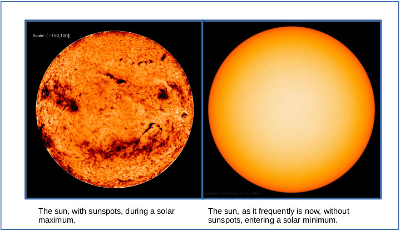 The sun, with sunspots, during a solar
maximum.
The sun, as it frequently is now, without
sunspots, entering a solar minimum.